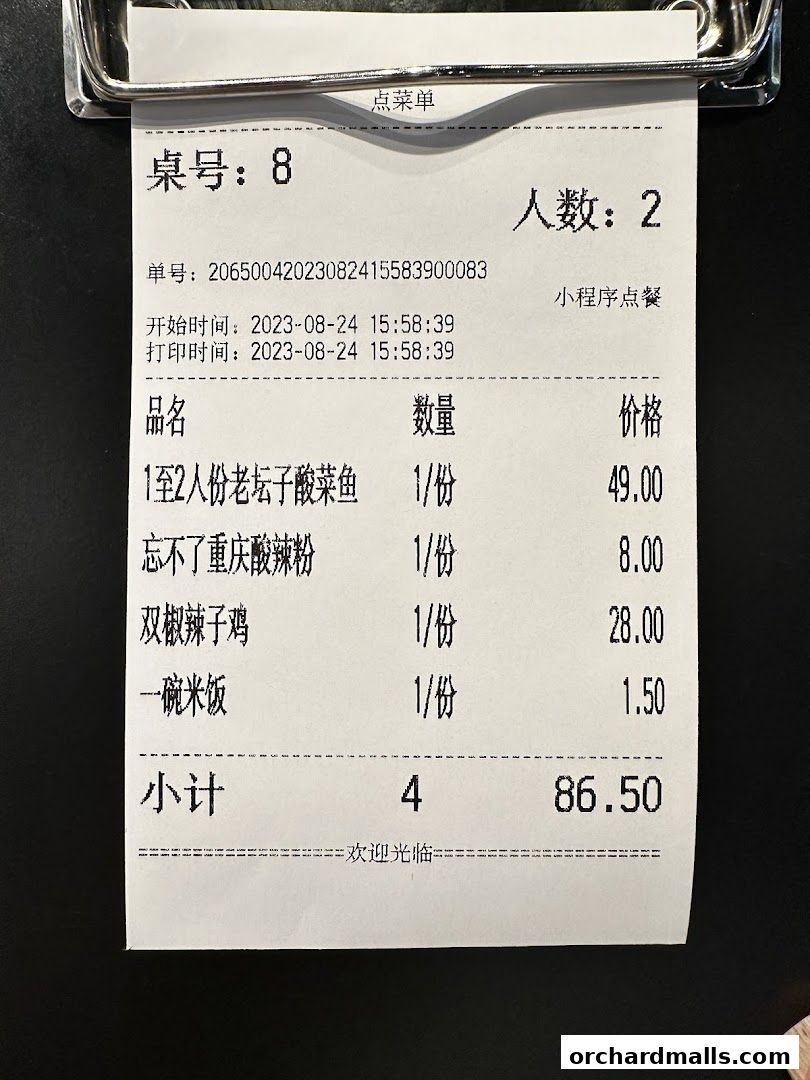 点菜单
桌号：8
人数：2
单号：20650042023082415583900083
小程序点餐
开始时间：2023-08-24 15:58:39
打印时间：2023-08-24 15:58:39
品名 数量 价格
1至2人份老坛子酸菜鱼 1/份 49.00
忘不了重庆酸辣粉 1/份 8.00
双椒辣子鸡 1/份 28.00
一碗米饭 1/份 1.50
小计 4 86.50
欢迎光临
orchardmalls.com